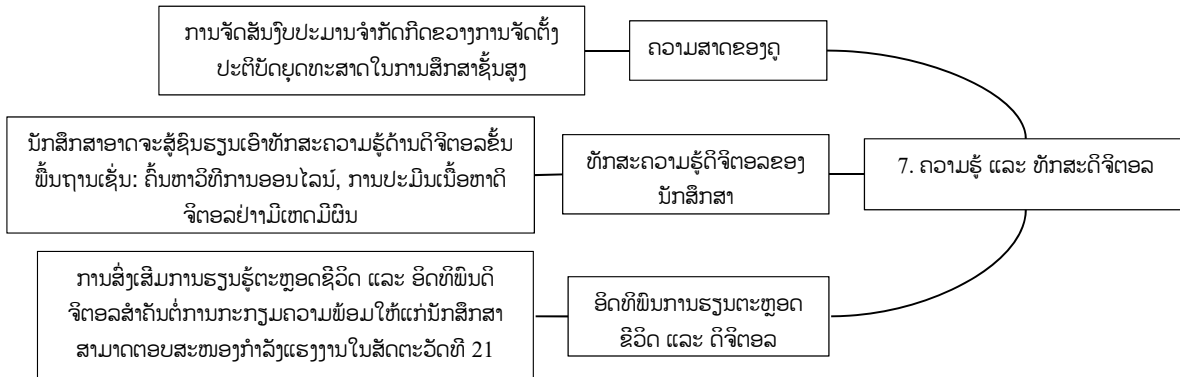 ການຈັດສັນງົບປະມານຈຳກັດກີດຂວາງການຈັດຕັ້ງ
ປະຕິບັດຍຸດທະສາດໃນການສຶກສາຊັ້ນສູງ
ຄວາມສາດຂອງຄູ
ນັກສຶກສາອາດຈະສູ້ຊົນຮຽນເອົາທັກສະຄວາມຮູ້ດ້ານດິຈິຕອລຂັ້ນ
ພື້ນຖານເຊັ່ນ: ຄົ້ນຫາວິທີການອອນໄລນ໌, ການປະເມີນເນື້ອຫາດິ
ຈິຕອລຢ່າງມີເຫດມີຜົນ
ທັກສະຄວາມຮູ້ດິຈິຕອລຂອງ
ນັກສຶກສາ
7. ຄວາມຮູ້ ແລະ ທັກສະດິຈິຕອລ
ການສົ່ງເສີມການຮຽນຮູ້ຕະຫຼອດຊີວິດ ແລະ ອິດທິພົນດິ
ຈິຕອລສຳຄັນຕໍ່ການກະກຽມຄວາມພ້ອມໃຫ້ແກ່ນັກສຶກສາ
ສາມາດຕອບສະໜອງກຳລັງແຮງງານໃນສັດຕະວັດທີ 21
ອິດທິພົນການຮຽນຕະຫຼອດ
ຊີວິດ ແລະ ດິຈິຕອລ